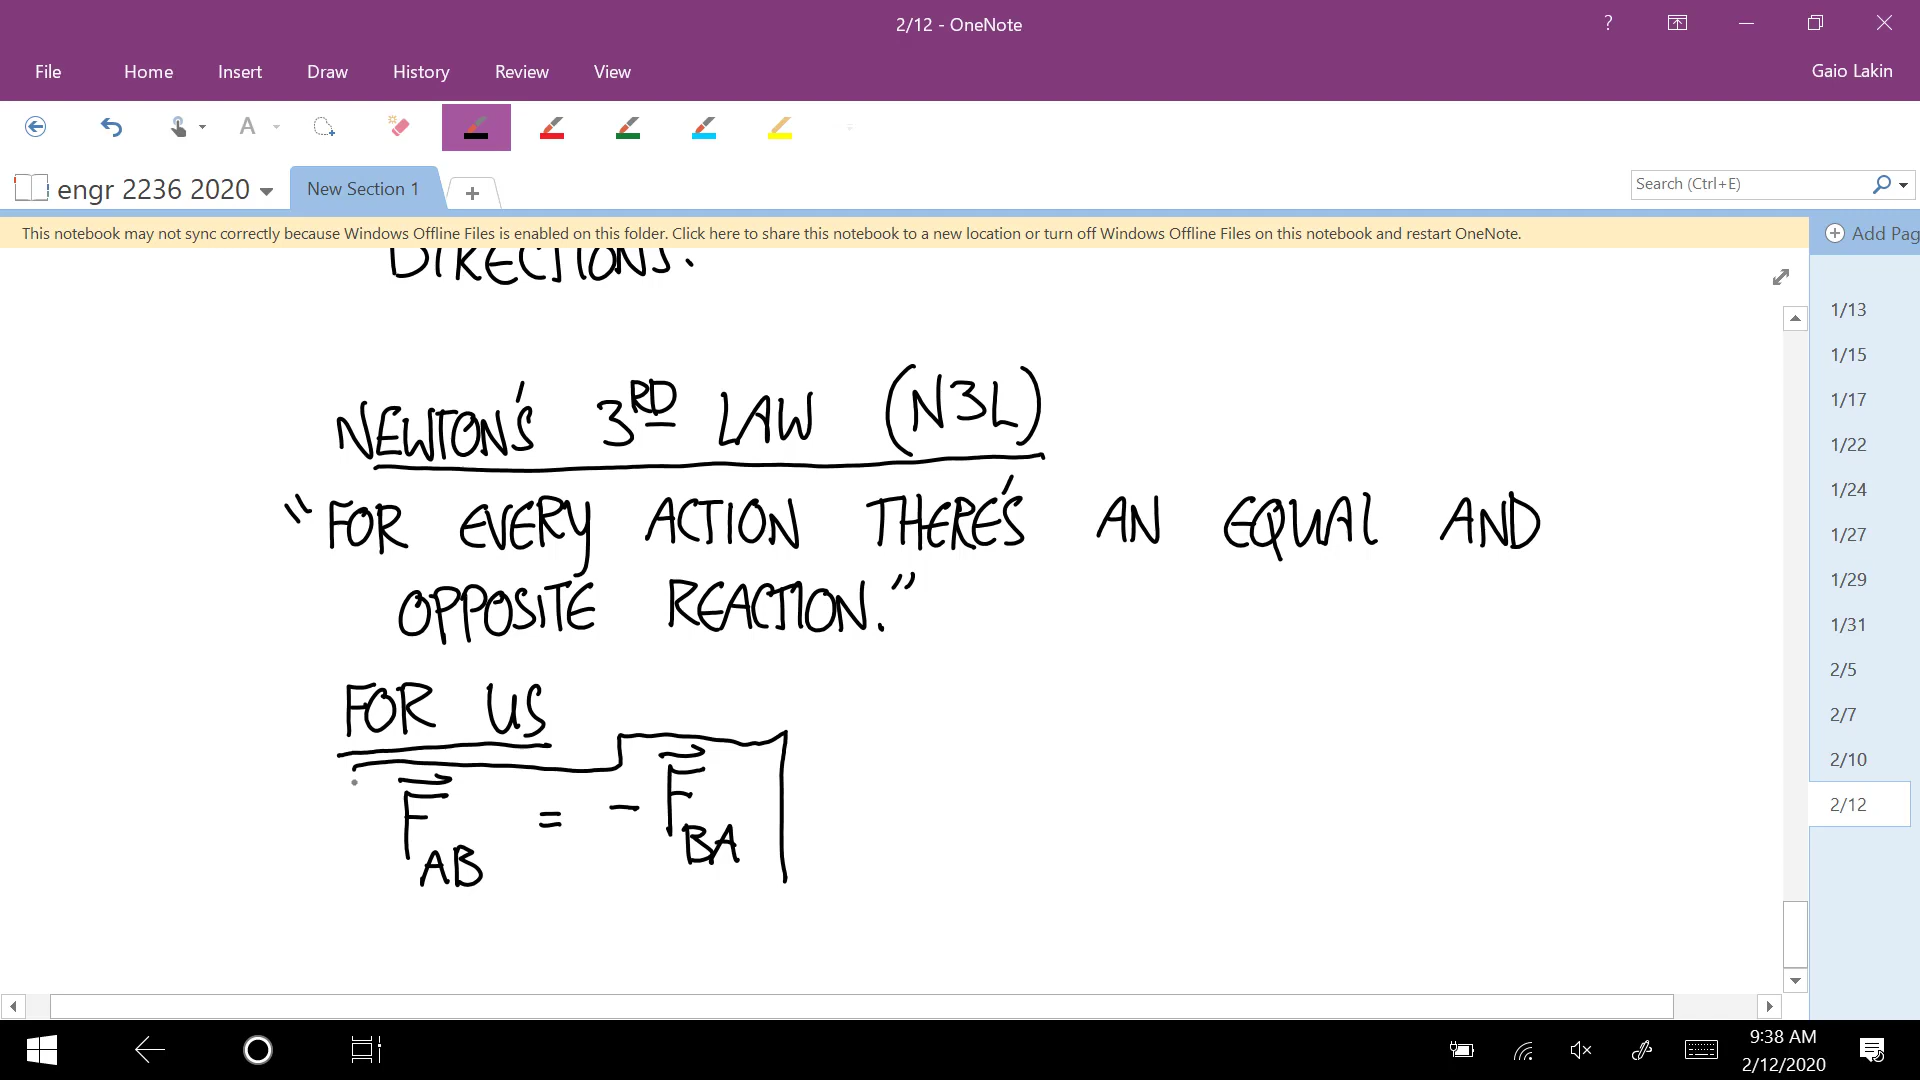 2/12 - OneNote
?
File Home Insert Draw History Review View
Gaio Lakin
A
engr 2236 2020
New Section 1
+
Search (Ctrl+E)
This notebook may not sync correctly because Windows Offline Files is enabled on this folder. Click here to share this notebook to a new location or turn off Windows Offline Files on this notebook and restart OneNote.
Add Pag
DIRECTIONS.
NEWTON'S 3RD LAW (N3L)
"FOR EVERY ACTION THERE'S AN EQUAL AND
OPPOSITE REACTION."
FOR US
F⃗AB = - F⃗BA
1/13
1/15
1/17
1/22
1/24
1/27
1/29
1/31
2/5
2/7
2/10
2/12
9:38 AM
2/12/2020